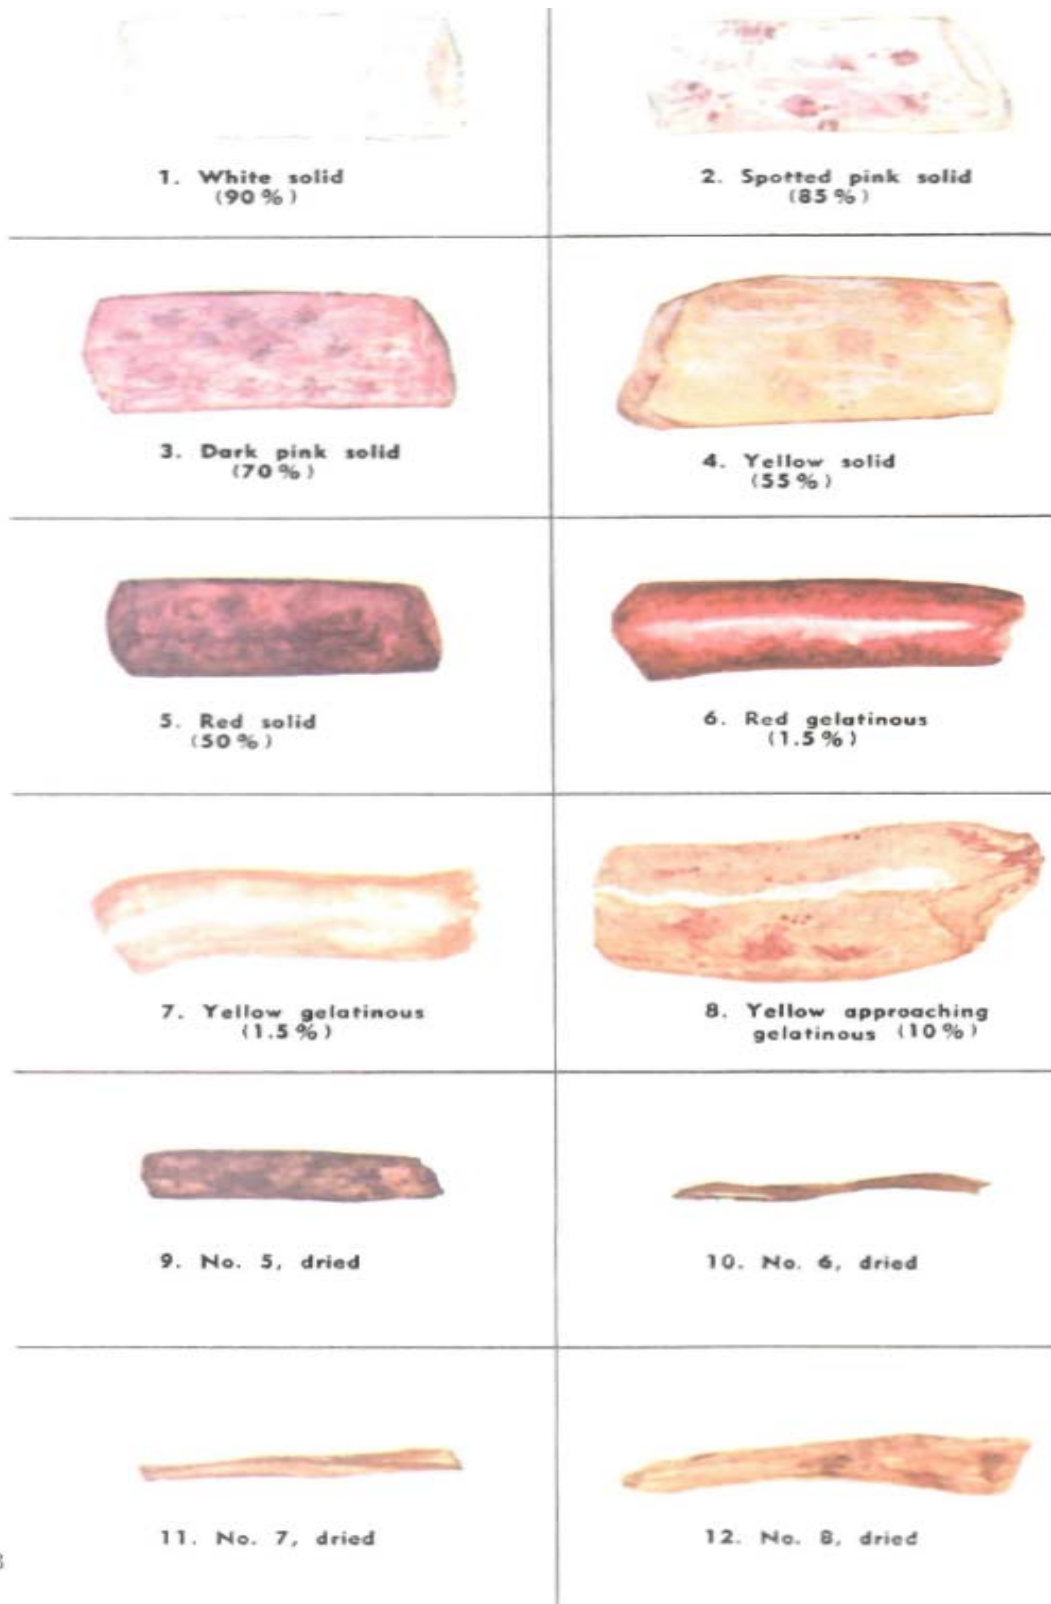 1. White solid
(90%)
2. Spotted pink solid
(85%)
3. Dark pink solid
(70%)
4. Yellow solid
(55%)
5. Red solid
(50%)
6. Red gelatinous
(1.5%)
7. Yellow gelatinous
(1.5%)
8. Yellow approaching
gelatinous (10%)
9. No. 5, dried
10. No. 6, dried
11. No. 7, dried
12. No. 8, dried